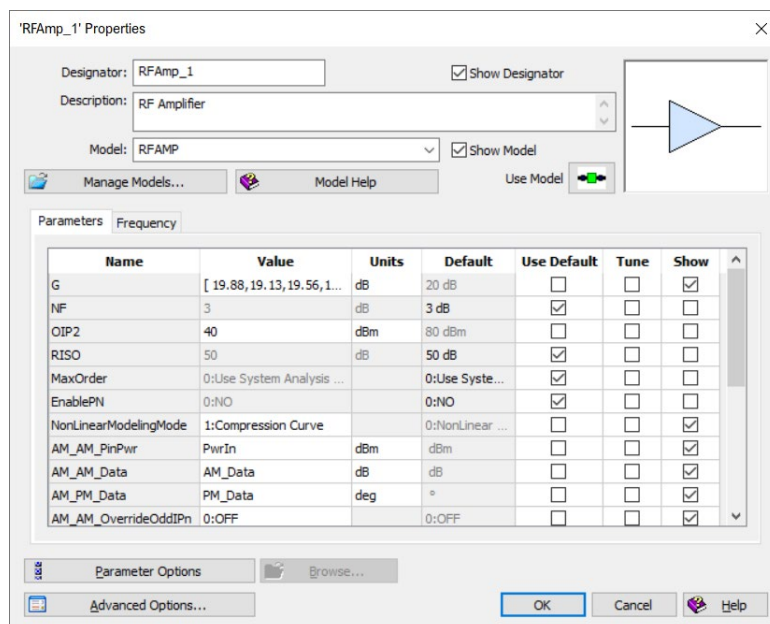 'RFAmp_1' Properties
Designator: RFAmp_1 Show Designator
Description: RF Amplifier
Model: RFAMP Show Model
Manage Models... Model Help Use Model
Parameters Frequency
Name Value Units Default Use Default Tune Show
G [ 19.88,19.13,19.56,1... dB 20 dB
NF 3 dB 3 dB
OIP2 40 dBm 80 dBm
RISO 50 dB 50 dB
MaxOrder 0:Use System Analysis ... 0:Use Syste...
EnablePN 0:NO 0:NO
NonLinearModelingMode 1:Compression Curve 0:NonLinear ...
AM_AM_PinPwr PwrIn dBm dBm
AM_AM_Data AM_Data dB dB
AM_PM_Data PM_Data deg °
AM_AM_OverrideOddIPn 0:OFF 0:OFF
Parameter Options Browse...
Advanced Options... OK Cancel Help